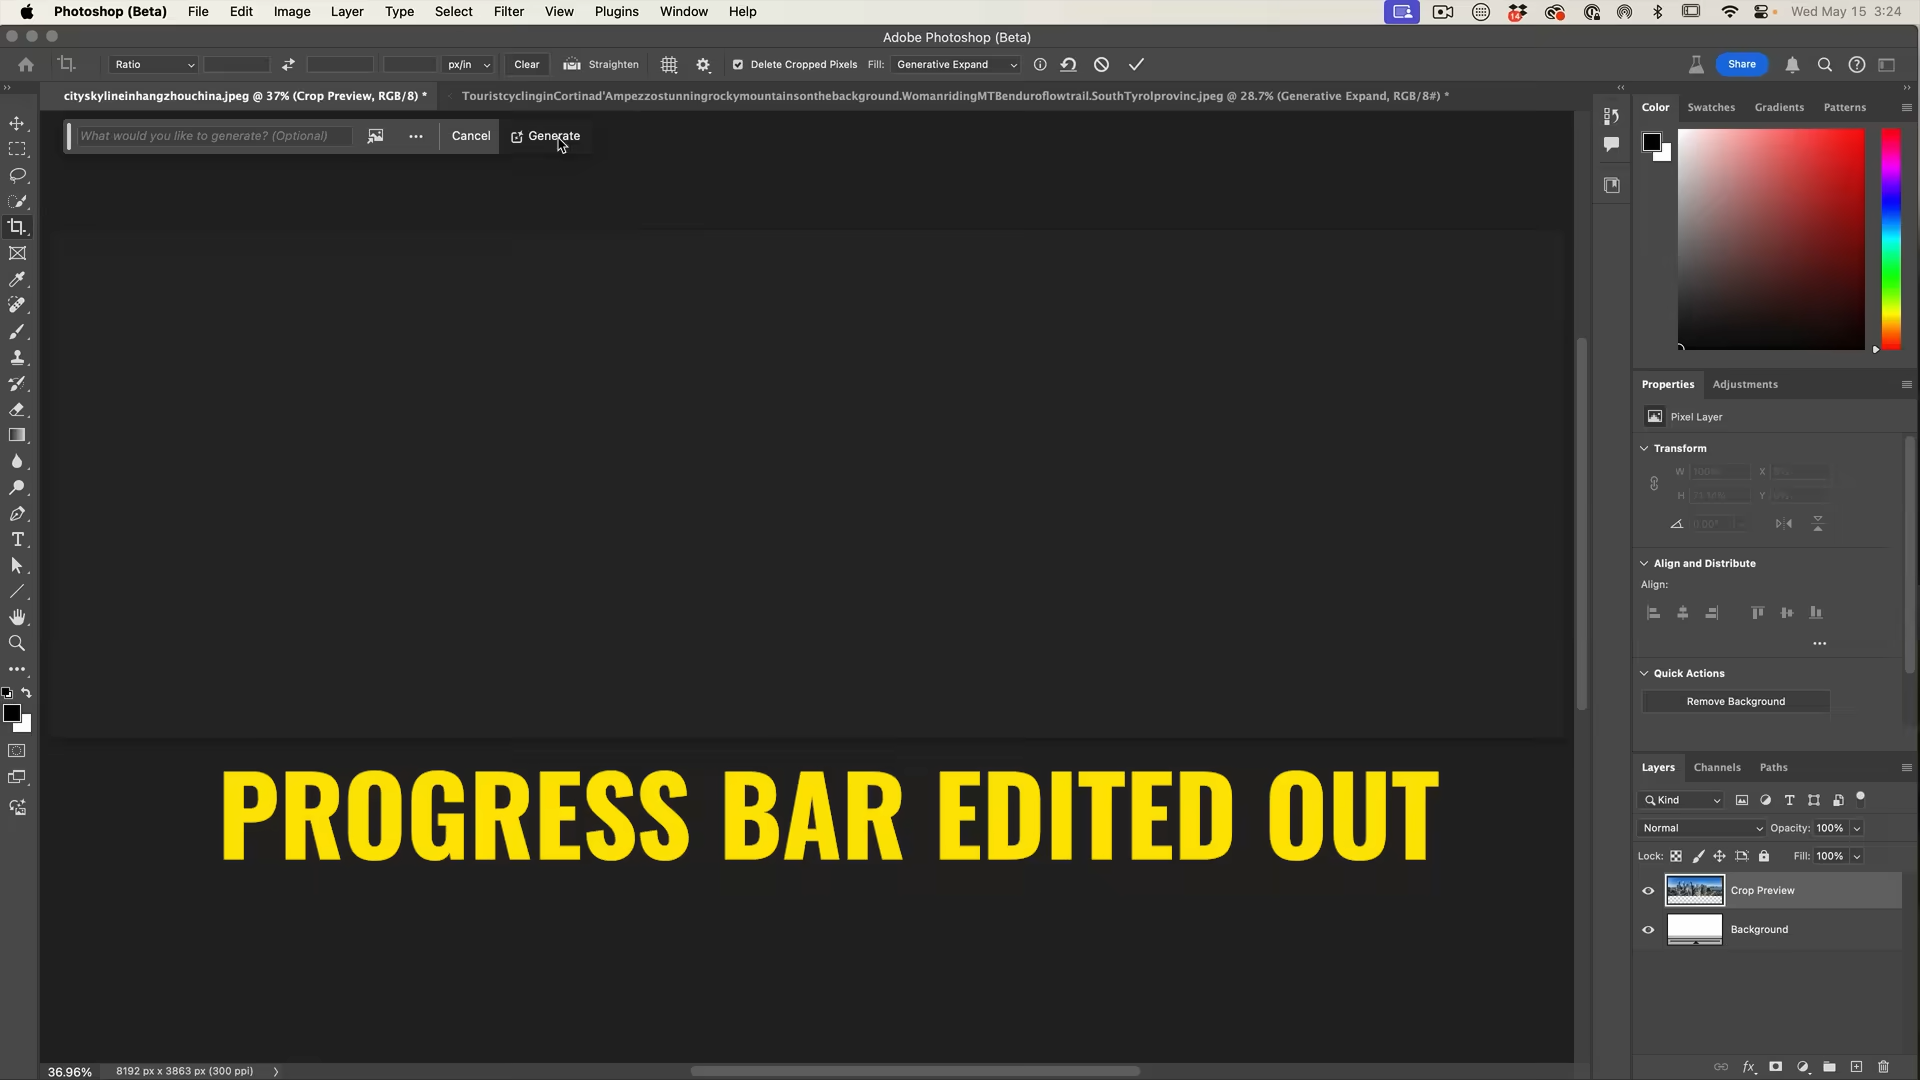 Photoshop (Beta) File Edit Image Layer Type Select Filter View Plugins Window Help Wed May 15 3:24
Adobe Photoshop (Beta)
Ratio px/in Clear Straighten Delete Cropped Pixels Fill: Generative Expand Share
cityskylineinhangzhouchina.jpeg @ 37% (Crop Preview, RGB/8) *
TouristcyclinginCortinad'Ampezzostunningrockymountainsonthebackground.WomanridingMTBenduroflowtrail.SouthTyrolprovinc.jpeg @ 28.7% (Generative Expand, RGB/8#) *
What would you like to generate? (Optional) Cancel Generate
Color Swatches Gradients Patterns
Properties Adjustments
Pixel Layer
Transform
W 100% X
H Y
0.00°
Align and Distribute
Align:
Quick Actions
Remove Background
PROGRESS BAR EDITED OUT
Layers Channels Paths
Kind
Normal Opacity: 100%
Lock: Fill: 100%
Crop Preview
Background
fx
36.96% 8192 px x 3863 px (300 ppi)